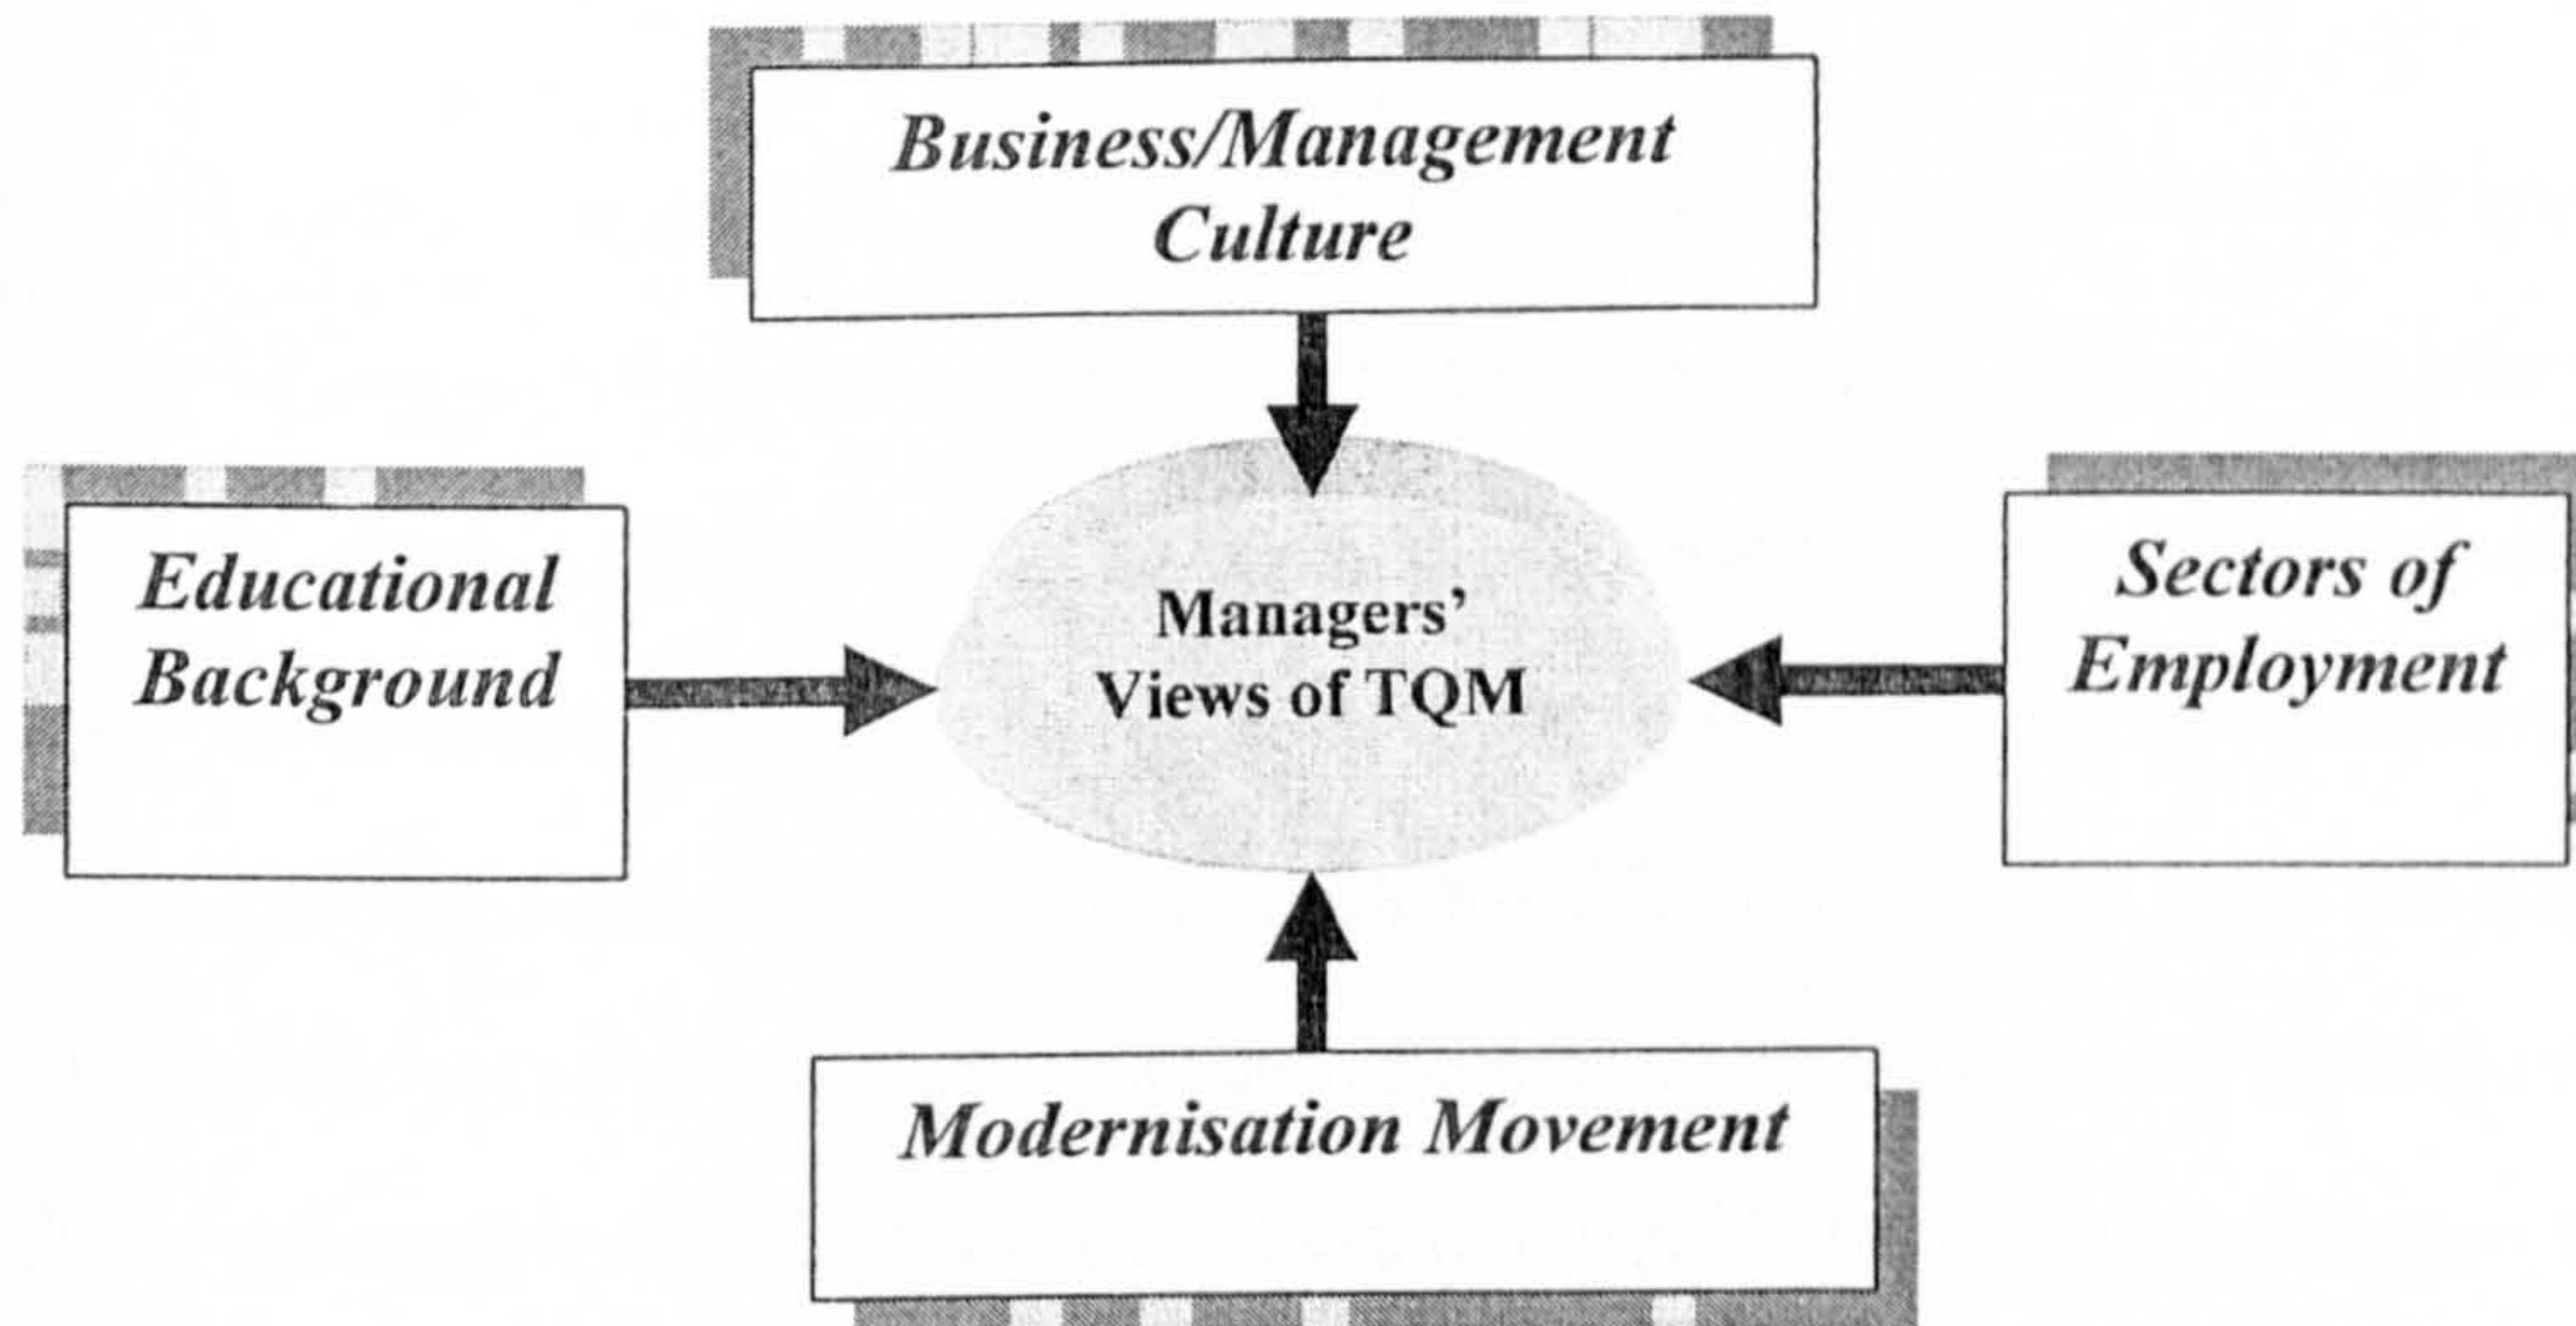 Business/Management
Culture
Educational
Background
Managers’
Views of TQM
Sectors of
Employment
Modernisation Movement